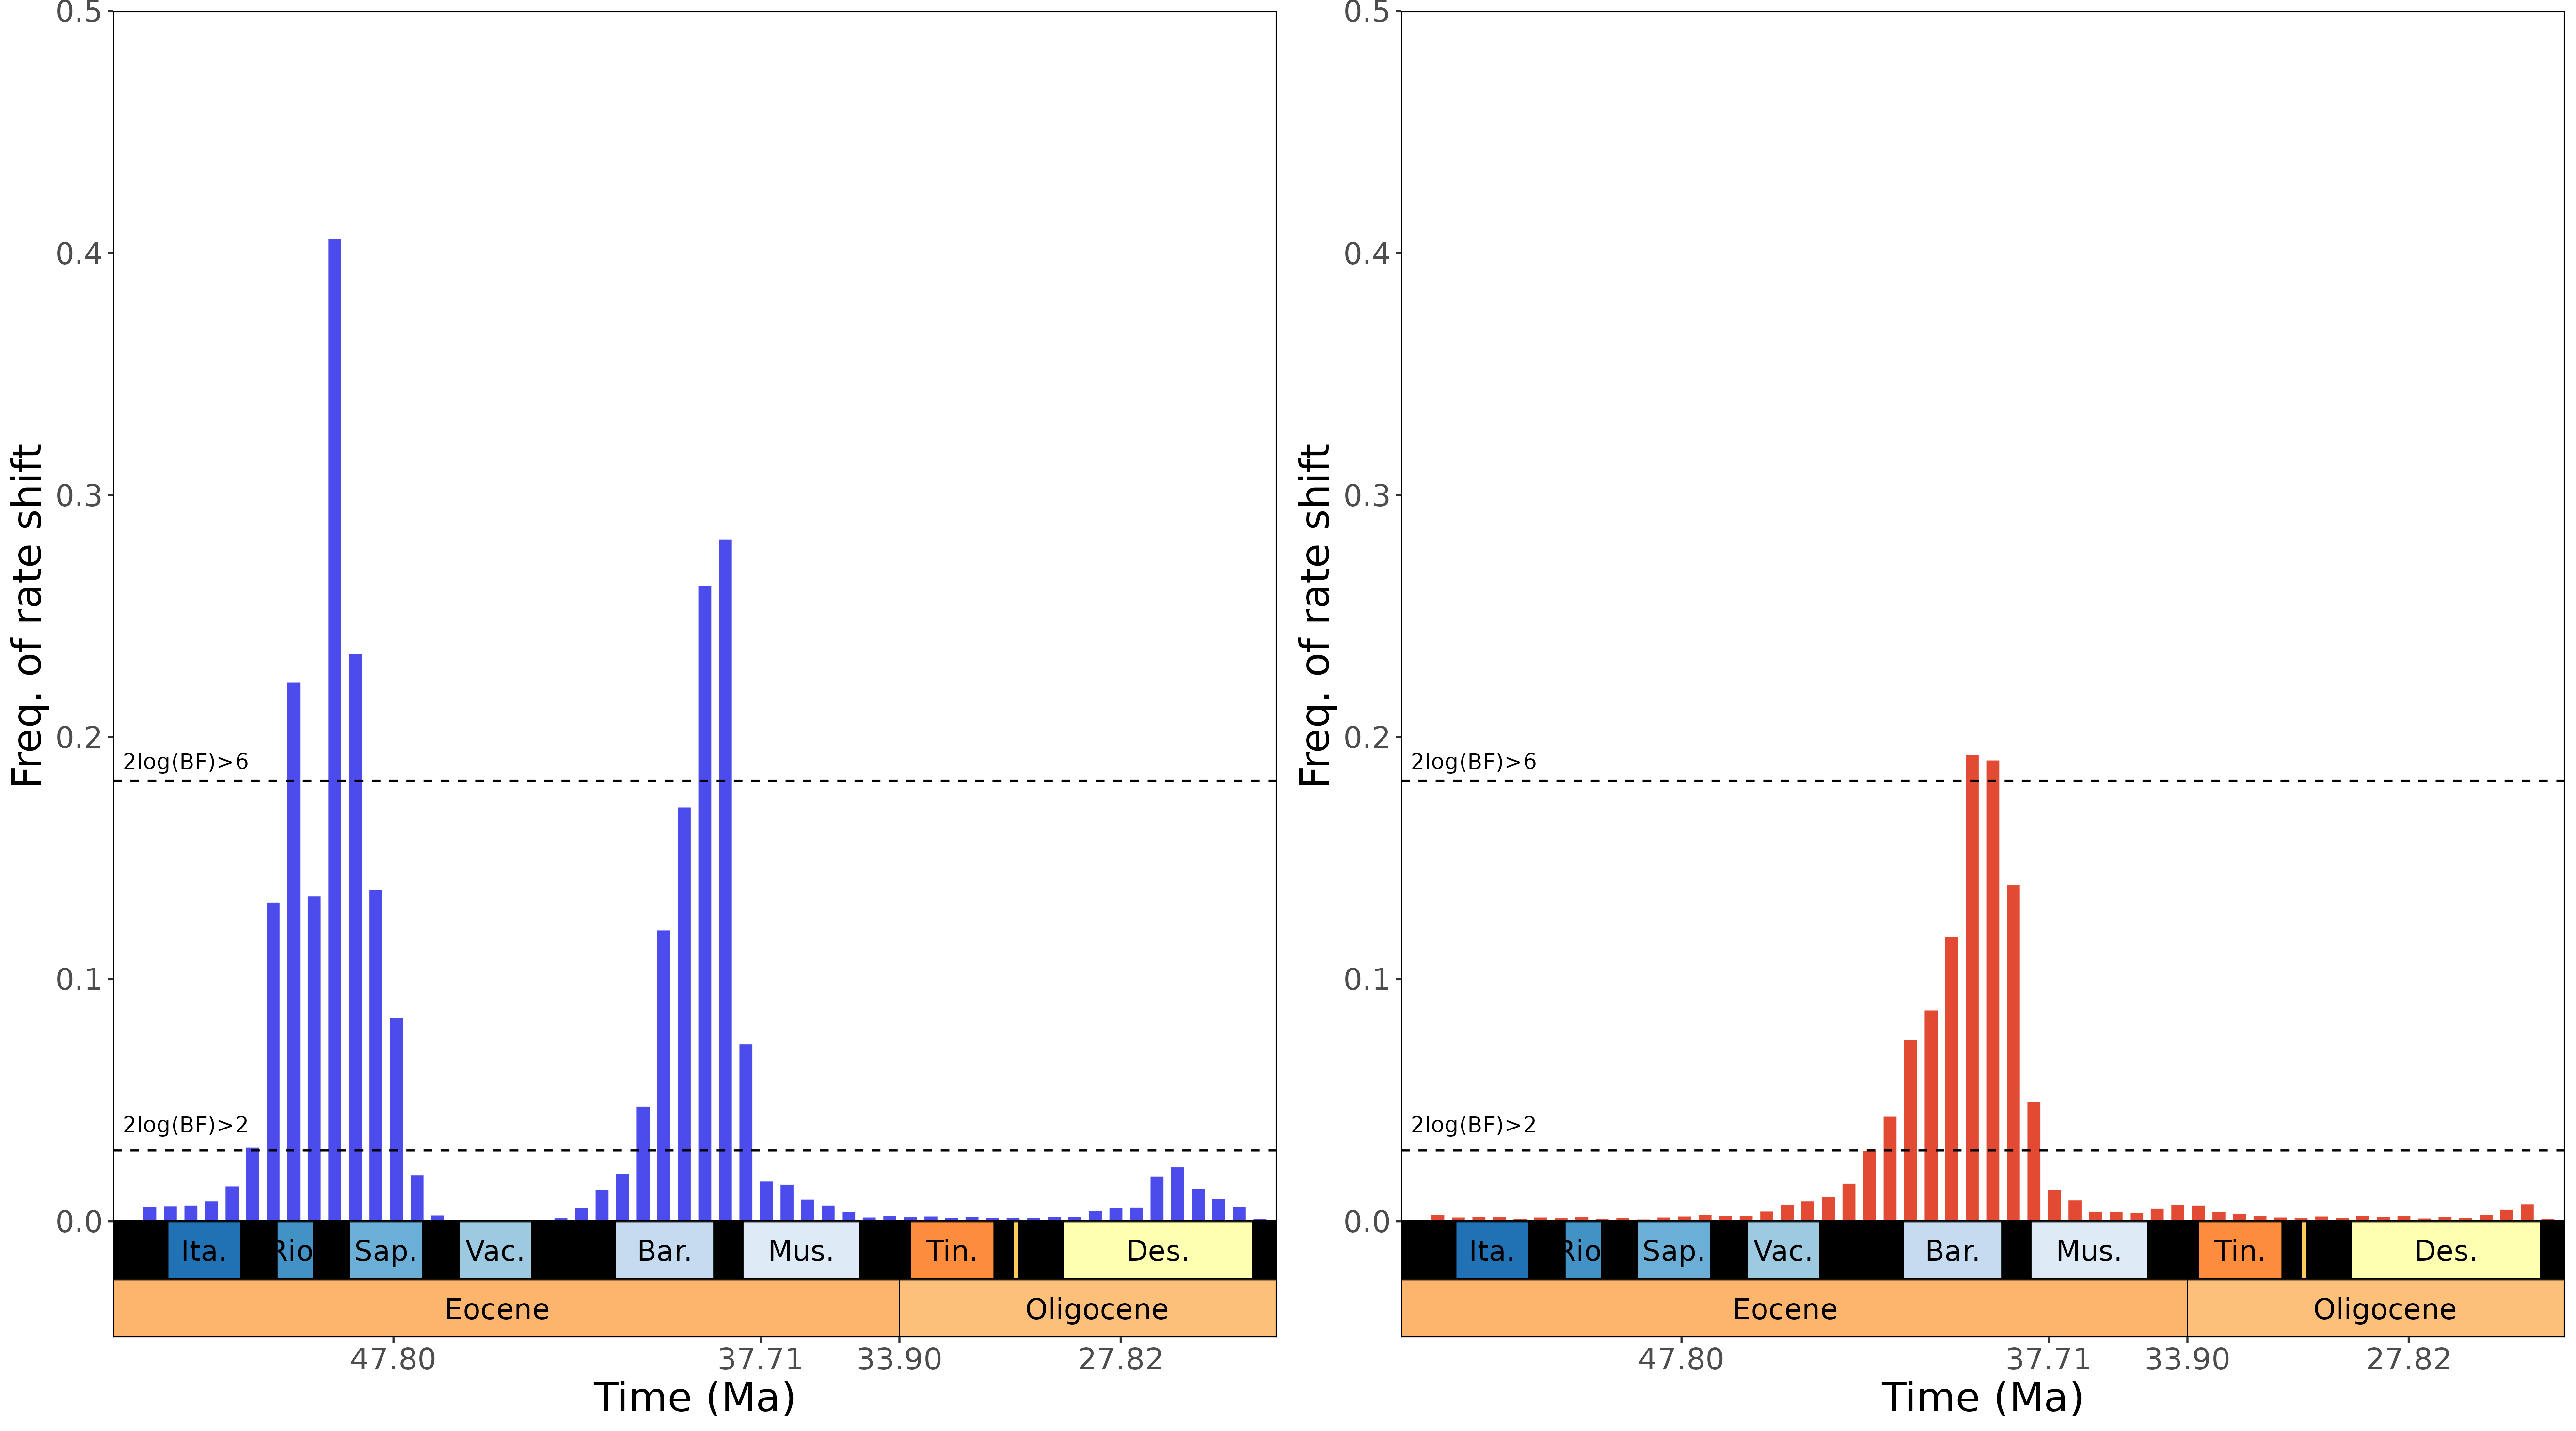 0.5
0.4
0.3
0.2
0.1
0.0
Freq. of rate shift
2log(BF)>6
2log(BF)>2
Ita. Rio Sap. Vac. Bar. Mus. Tin. Des.
Eocene Oligocene
47.80 37.71 33.90 27.82
Time (Ma)
0.5
0.4
0.3
0.2
0.1
0.0
Freq. of rate shift
2log(BF)>6
2log(BF)>2
Ita. Rio Sap. Vac. Bar. Mus. Tin. Des.
Eocene Oligocene
47.80 37.71 33.90 27.82
Time (Ma)